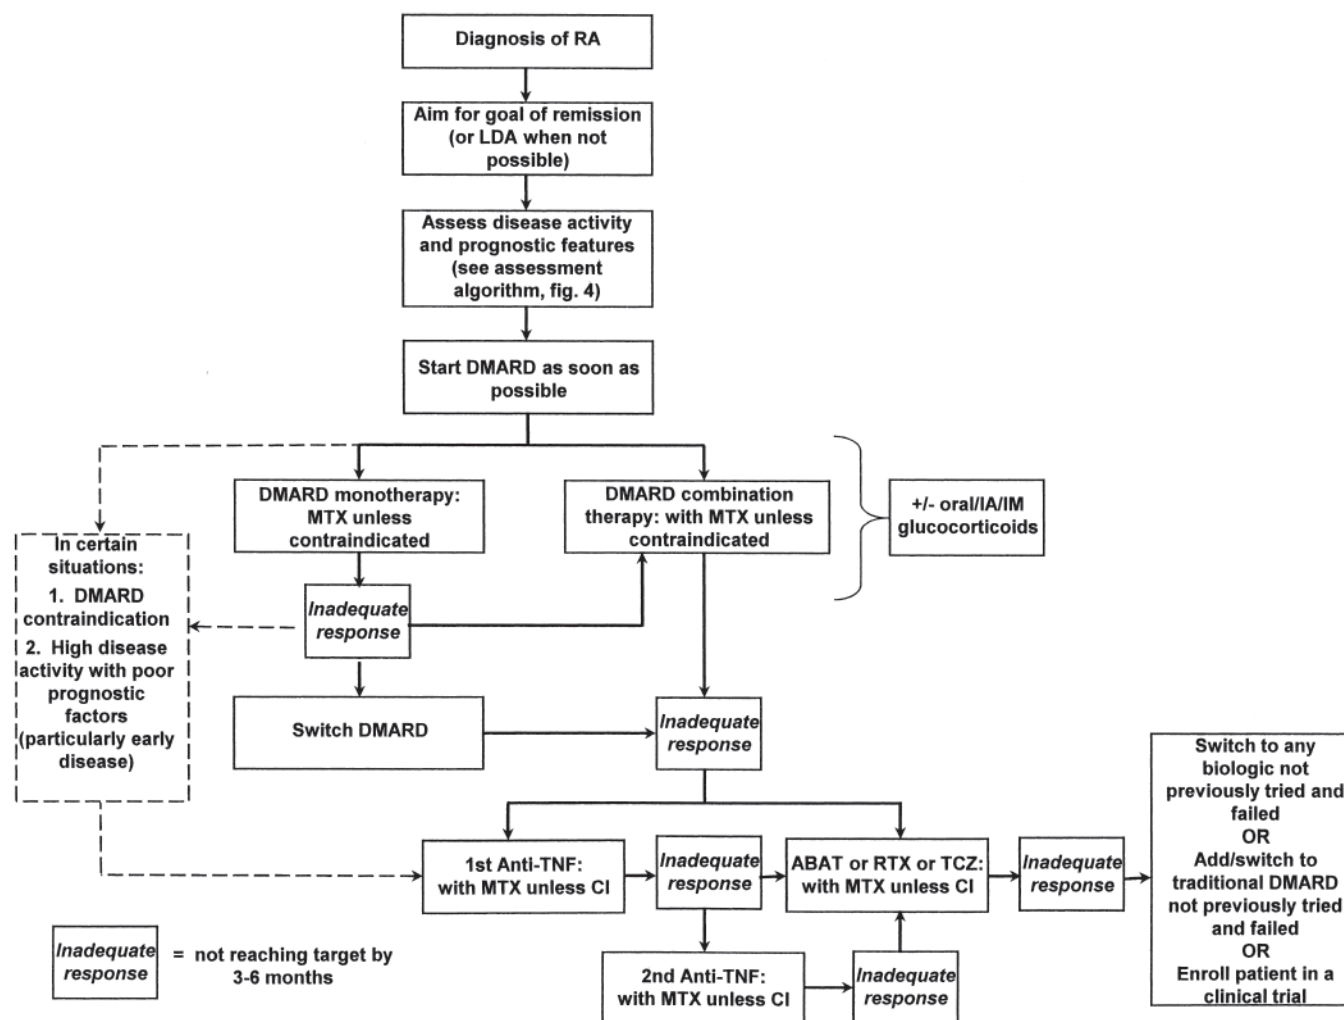 Diagnosis of RA
Aim for goal of remission
(or LDA when not
possible)
Assess disease activity
and prognostic features
(see assessment
algorithm, fig. 4)
Start DMARD as soon as
possible
DMARD monotherapy:
MTX unless
contraindicated
DMARD combination
therapy: with MTX unless
contraindicated
+/- oral/IA/IM
glucocorticoids
In certain
situations:
1. DMARD
contraindication
2. High disease
activity with poor
prognostic
factors
(particularly early
disease)
Inadequate
response
Switch DMARD
Inadequate
response
1st Anti-TNF:
with MTX unless CI
Inadequate
response
ABAT or RTX or TCZ:
with MTX unless CI
Inadequate
response
Switch to any
biologic not
previously tried and
failed
OR
Add/switch to
traditional DMARD
not previously tried
and failed
OR
Enroll patient in a
clinical trial
2nd Anti-TNF:
with MTX unless CI
Inadequate
response
Inadequate
response
= not reaching target by
3-6 months